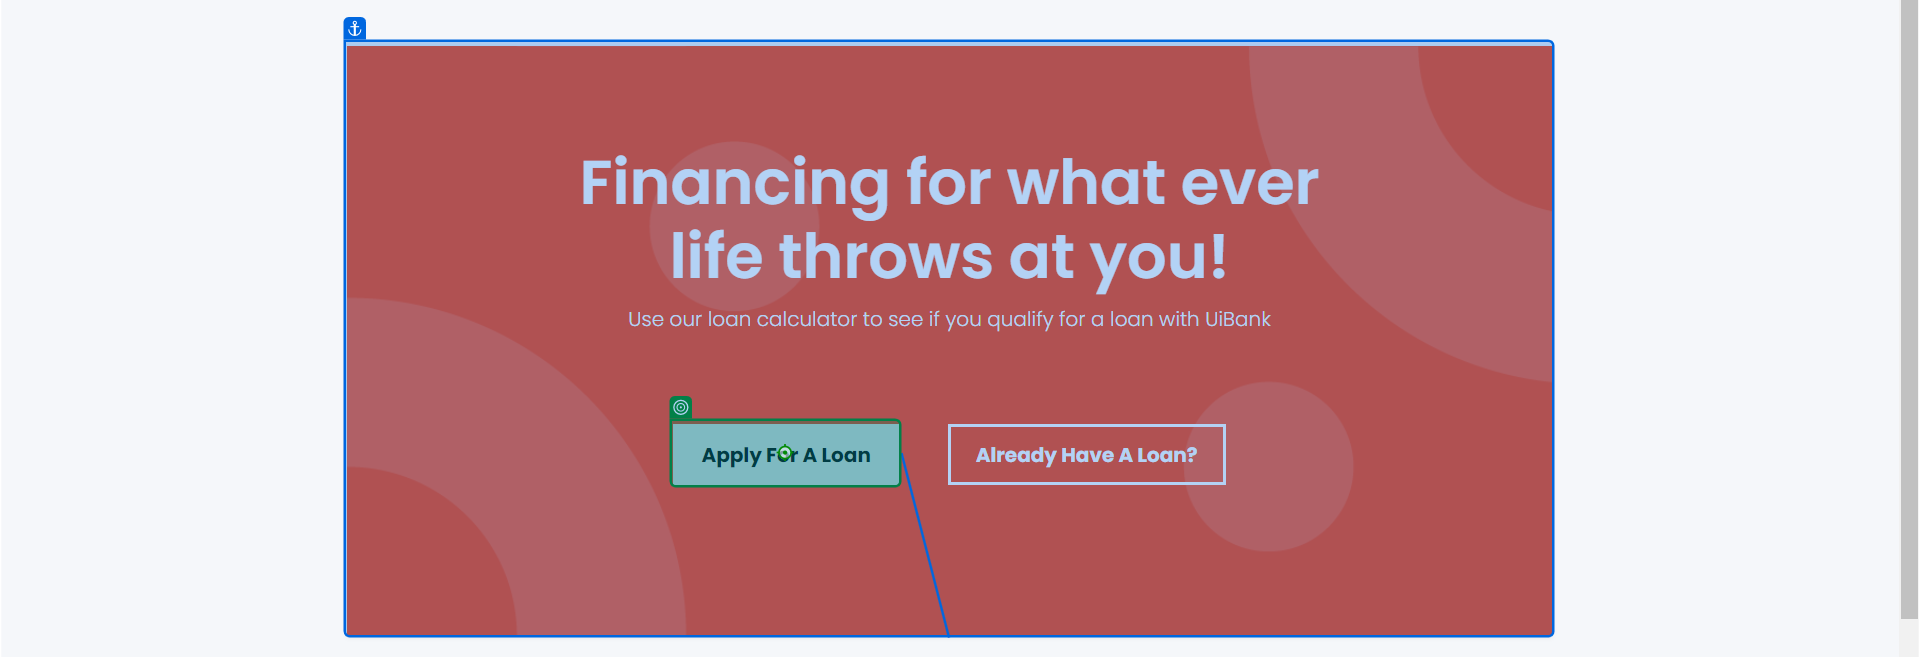 Financing for what ever
life throws at you!
Use our loan calculator to see if you qualify for a loan with UiBank
Apply For A Loan
Already Have A Loan?